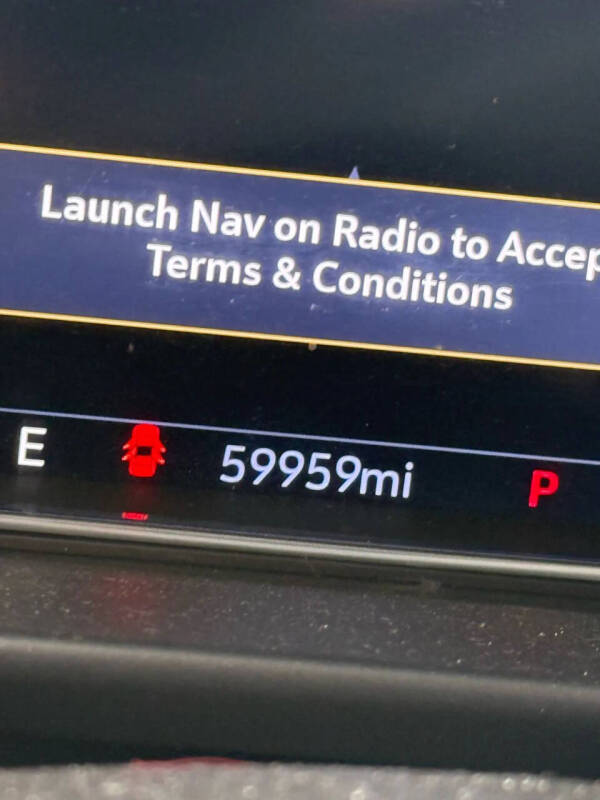 Launch Nav on Radio to Accep
Terms & Conditions
E 59959mi P